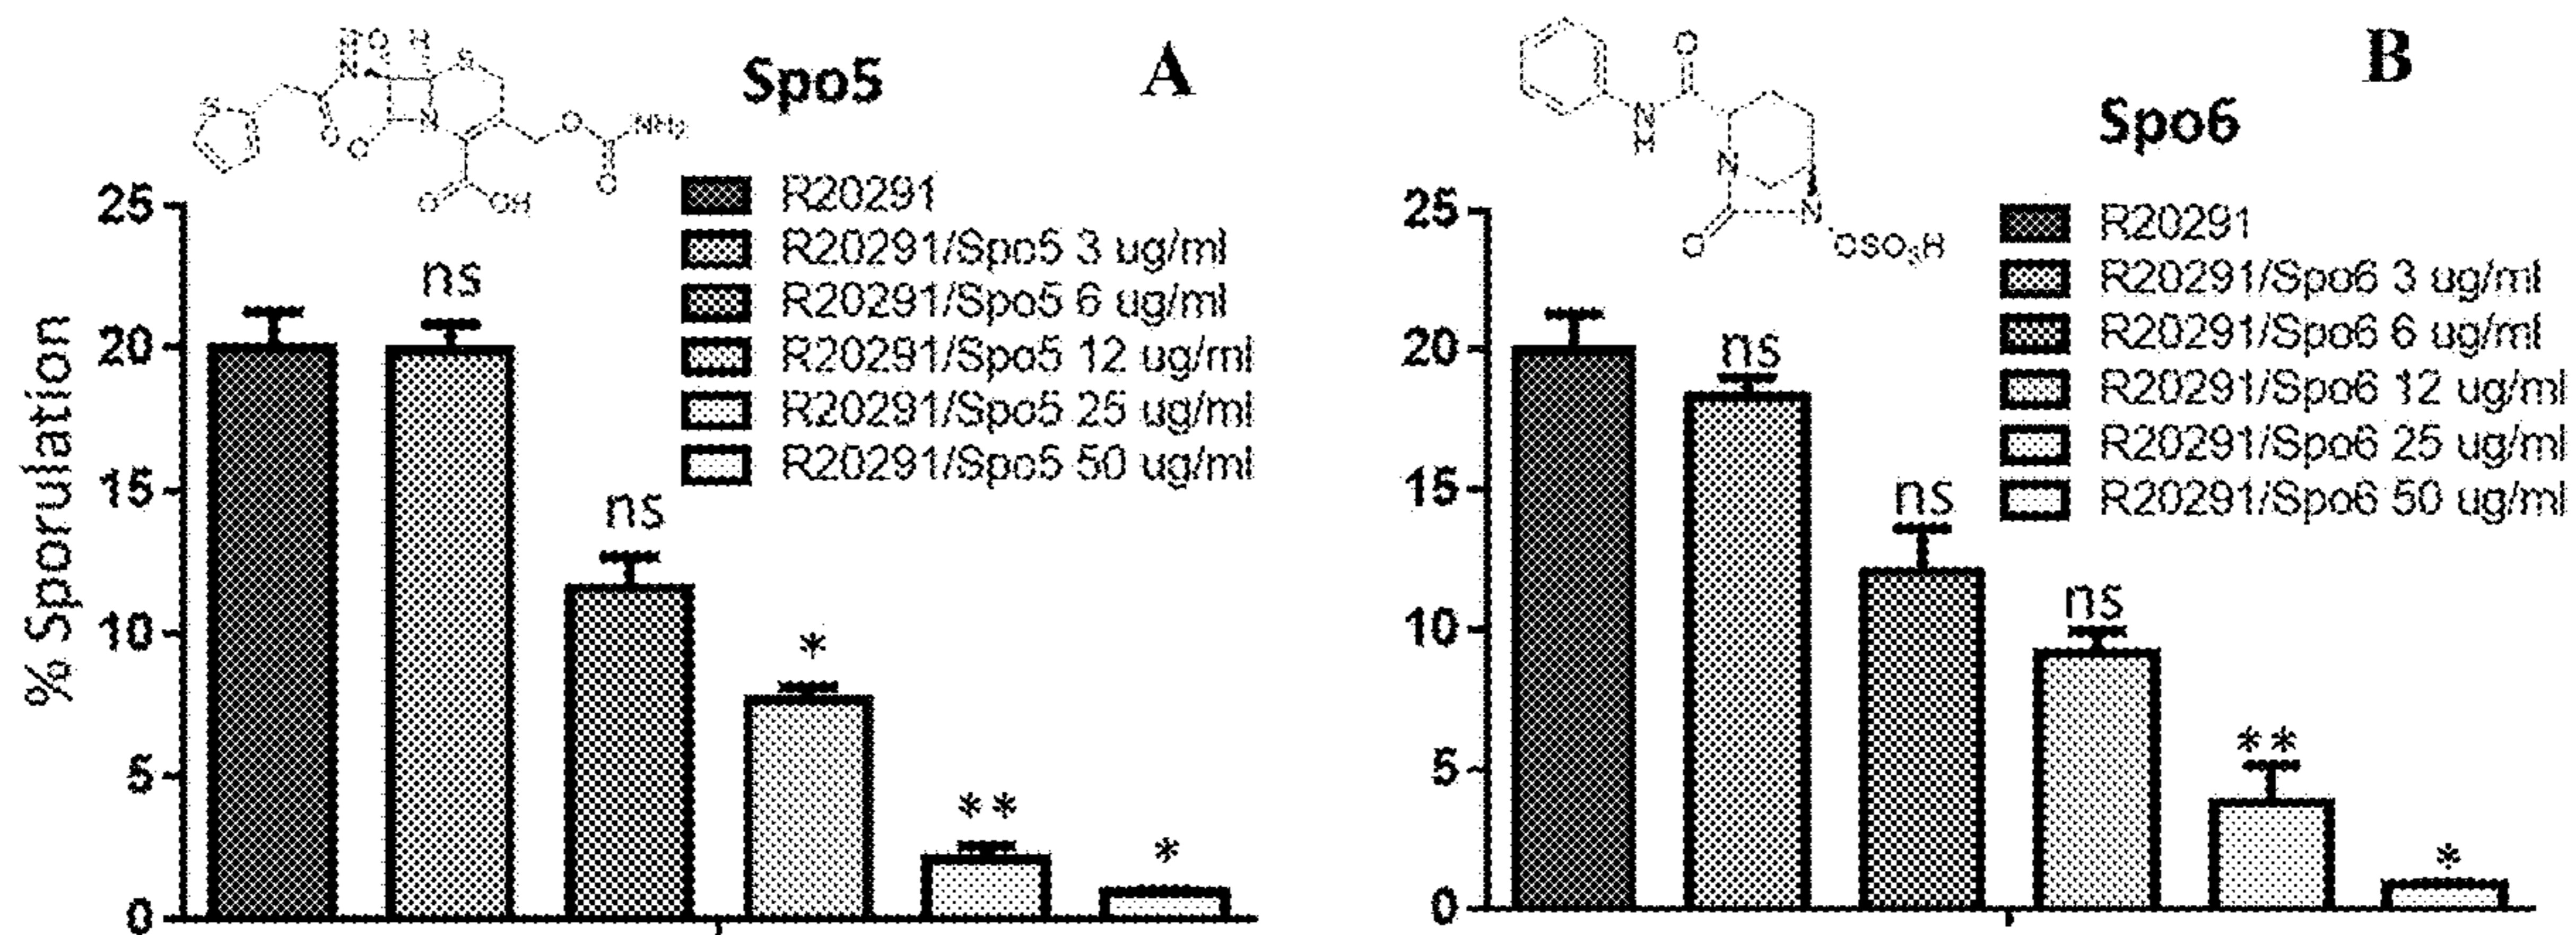 Spo5
A
% Sporulation
25
20
15
10
5
0
R20291
R20291/Spo5 3 ug/ml
R20291/Spo5 6 ug/ml
R20291/Spo5 12 ug/ml
R20291/Spo5 25 ug/ml
R20291/Spo5 50 ug/ml
ns
ns
*
**
*
S
O
H
S
N
O
O
N
O
NH2
O
O
OH
Spo6
B
25
20
15
10
5
0
R20291
R20291/Spo6 3 ug/ml
R20291/Spo6 6 ug/ml
R20291/Spo6 12 ug/ml
R20291/Spo6 25 ug/ml
R20291/Spo6 50 ug/ml
ns
ns
ns
**
*
O
N
H
N
O
N
OSO3H